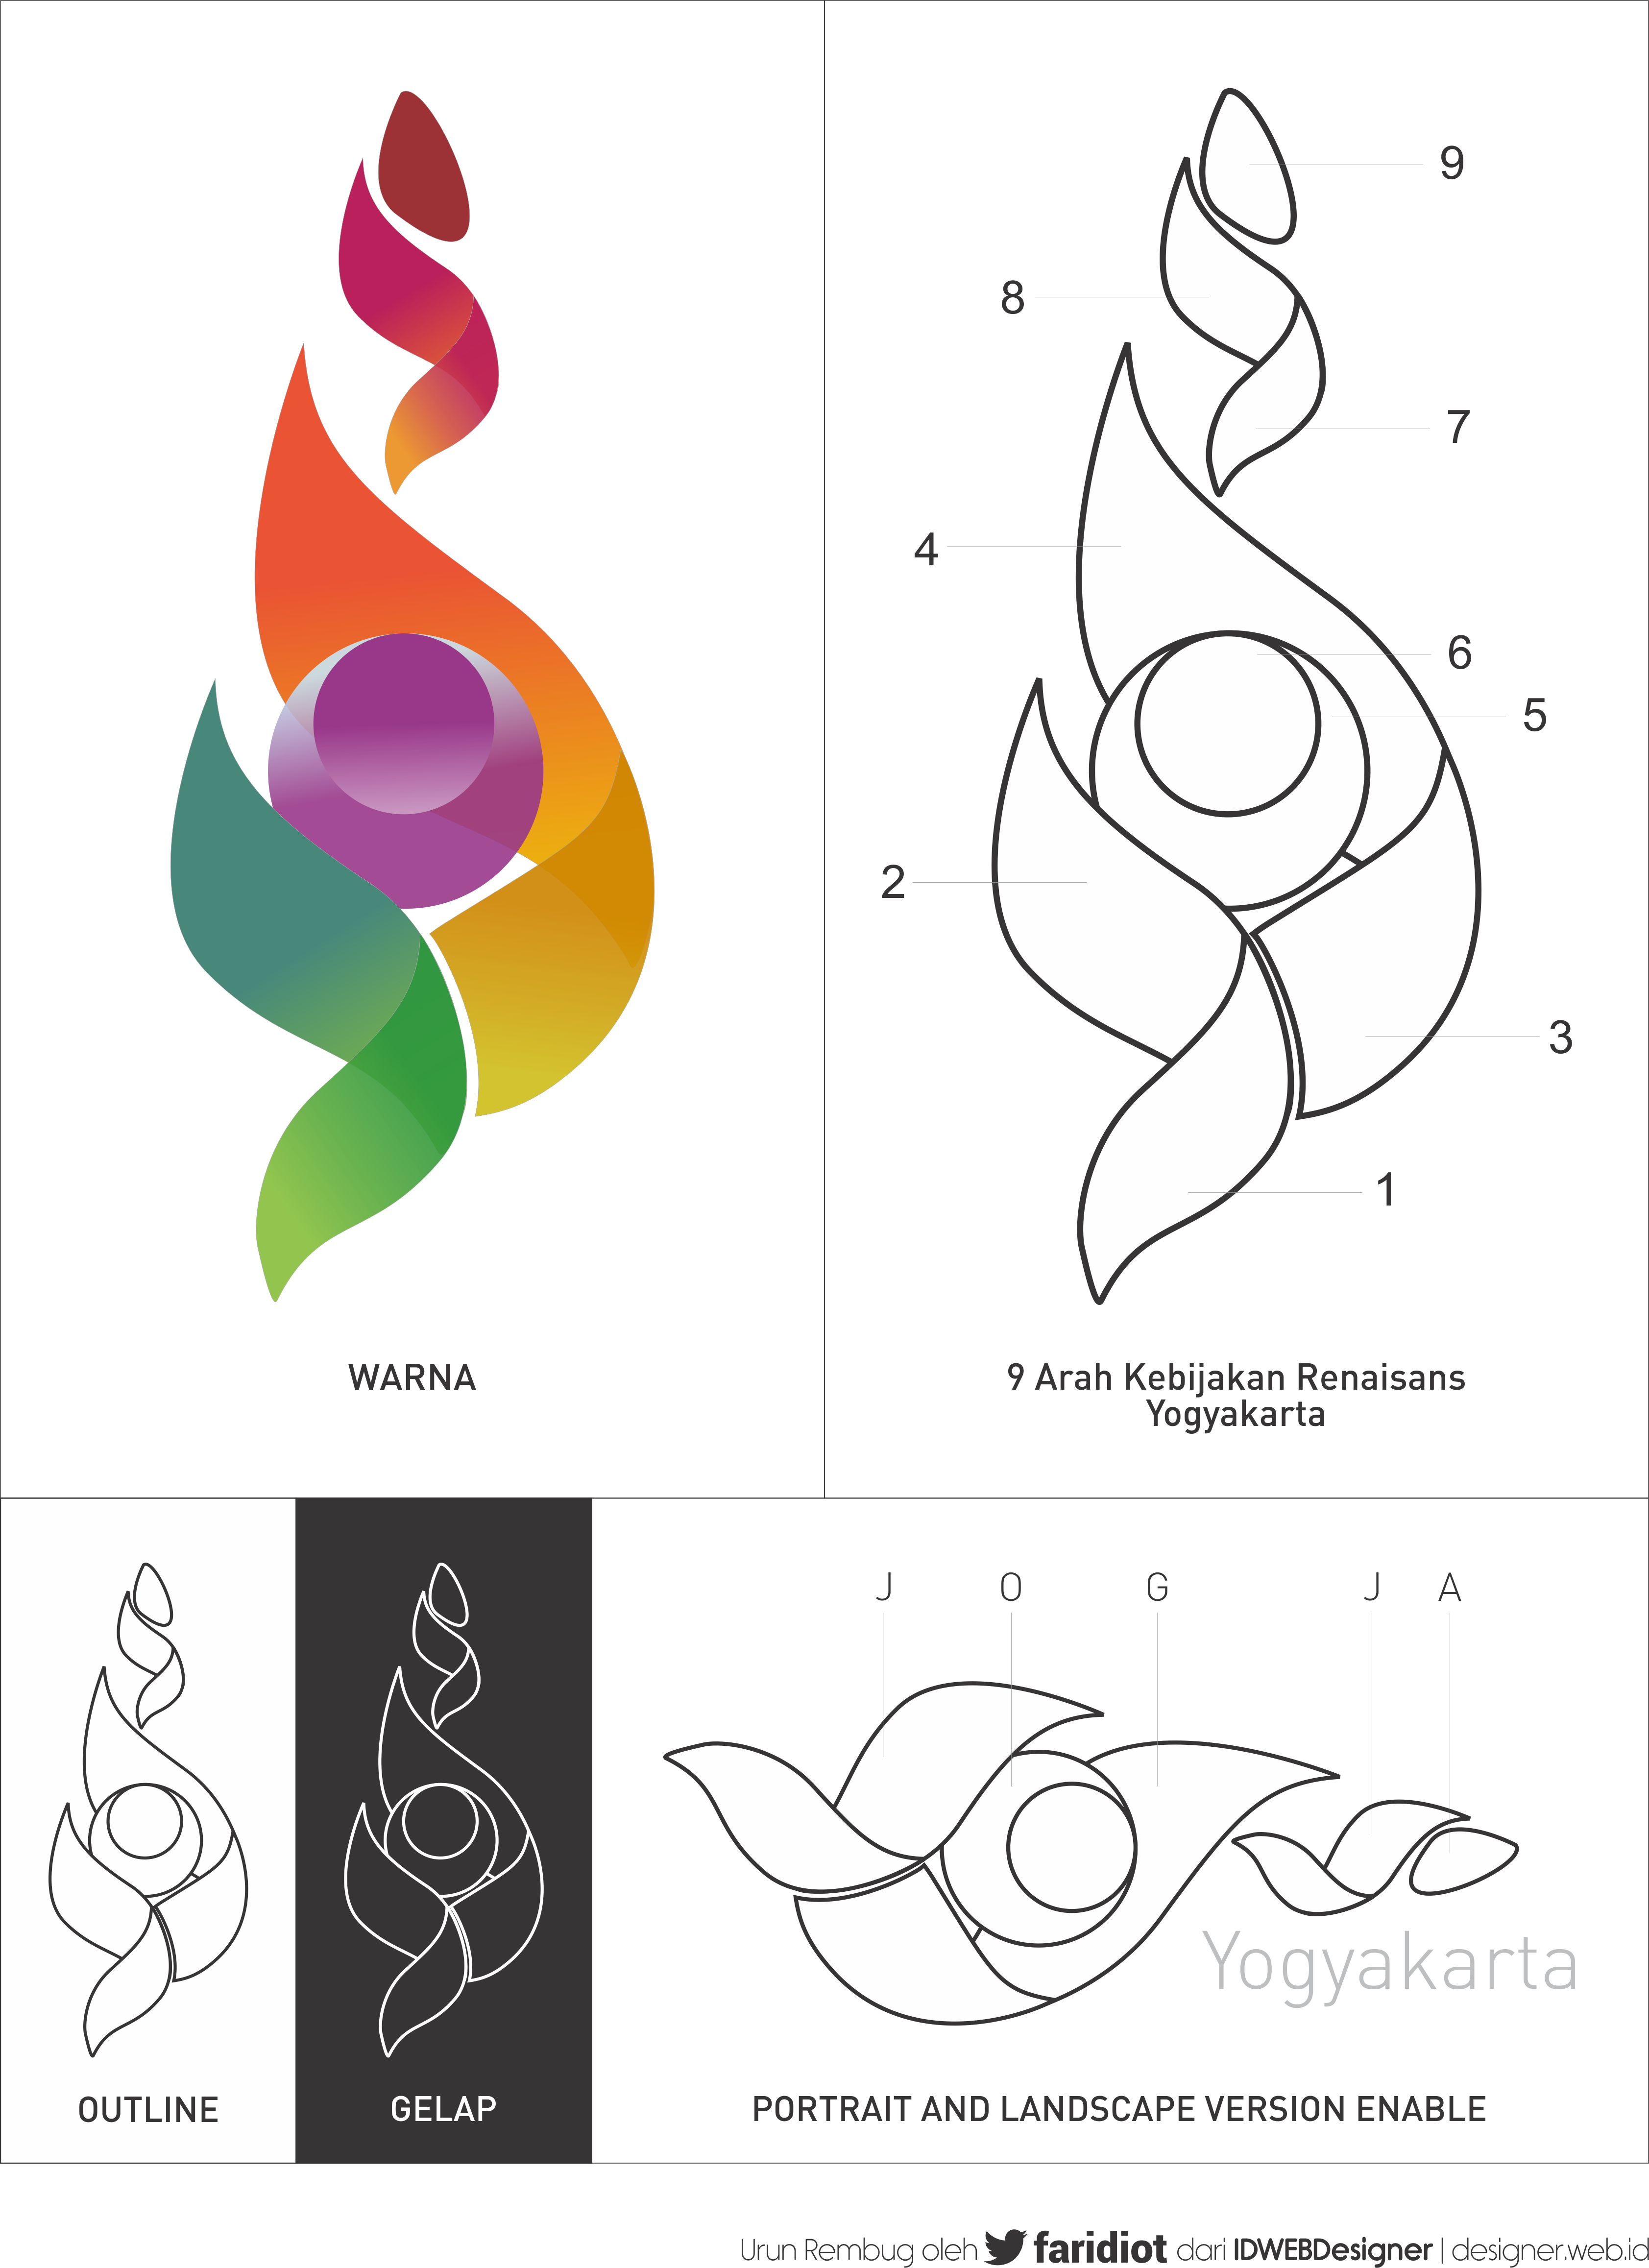 9
8
7
4
6
5
2
3
1
WARNA
9 Arah Kebijakan Renaisans
Yogyakarta
J O G J A
Yogyakarta
OUTLINE
GELAP
PORTRAIT AND LANDSCAPE VERSION ENABLE
Urun Rembug oleh faridiot dari IDWEBDesigner | designer.web.id